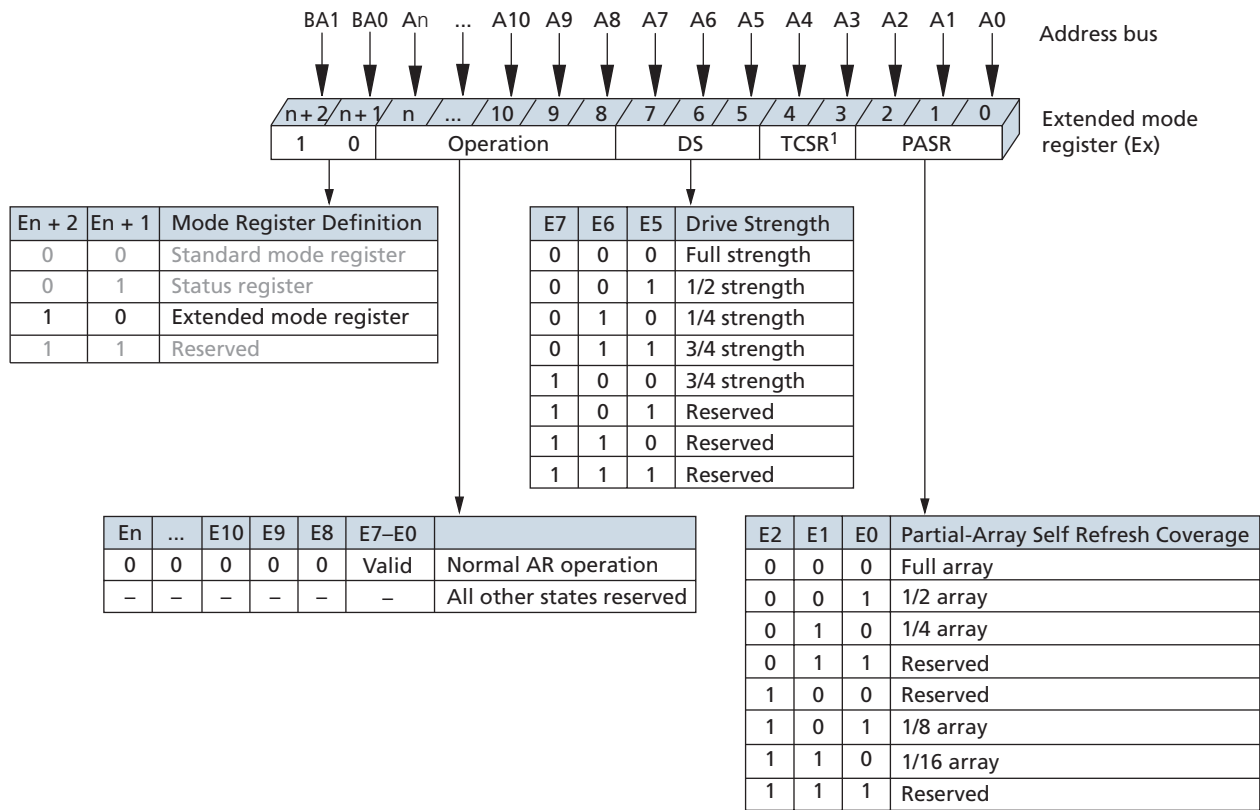 BA1 BA0 An ... A10 A9 A8 A7 A6 A5 A4 A3 A2 A1 A0
Address bus
n + 2 n + 1 n ... 10 9 8 7 6 5 4 3 2 1 0
Extended mode
register (Ex)
1 0 Operation DS TCSR1 PASR
En + 2 En + 1 Mode Register Definition
0 0 Standard mode register
0 1 Status register
1 0 Extended mode register
1 1 Reserved
E7 E6 E5 Drive Strength
0 0 0 Full strength
0 0 1 1/2 strength
0 1 0 1/4 strength
0 1 1 3/4 strength
1 0 0 3/4 strength
1 0 1 Reserved
1 1 0 Reserved
1 1 1 Reserved
En ... E10 E9 E8 E7–E0
0 0 0 0 0 Valid Normal AR operation
– – – – – – All other states reserved
E2 E1 E0 Partial-Array Self Refresh Coverage
0 0 0 Full array
0 0 1 1/2 array
0 1 0 1/4 array
0 1 1 Reserved
1 0 0 Reserved
1 0 1 1/8 array
1 1 0 1/16 array
1 1 1 Reserved